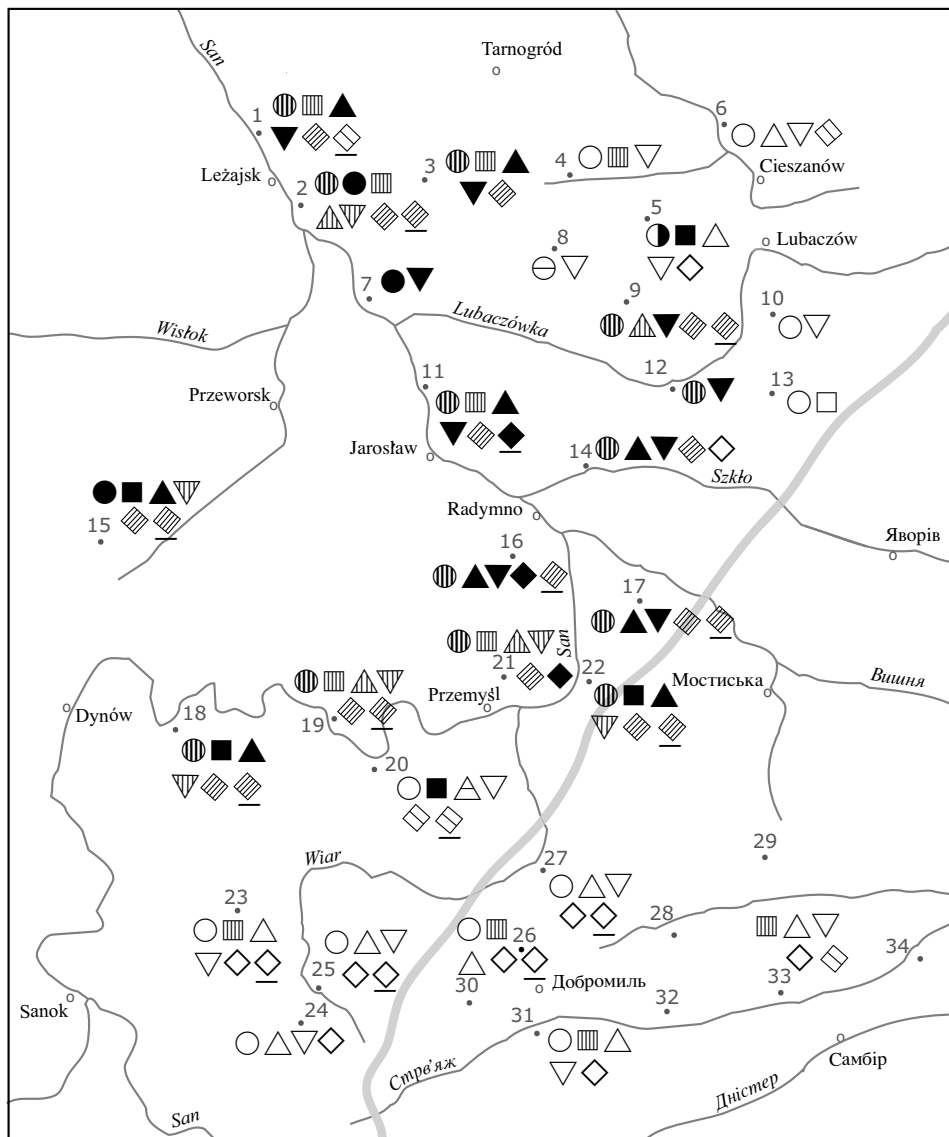 San
Tarnogród
1
6
3
4
Cieszanów
Leżajsk
2
5
Lubaczów
8
7
9
10
Lubaczówka
Wisłok
12
13
11
Przeworsk
Jarosław
14
Szkło
Radymno
15
Яворів
16
17
San
21
22
Мостиська
Вишня
Przemyśl
Dynów
18
19
20
29
Wiar
27
23
28
26
34
25
Добромиль
33
Sanok
30
32
24
31
Самбір
Стрв'яж
Дністер
San